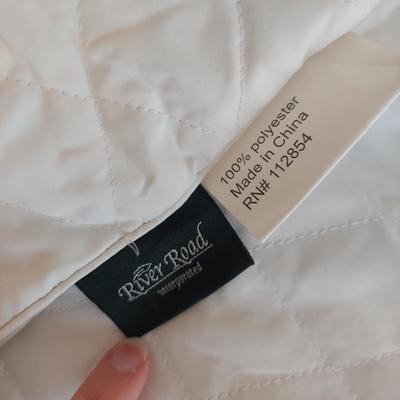 100% polyester
Made in China
RN# 112854
River Road
Incorporated